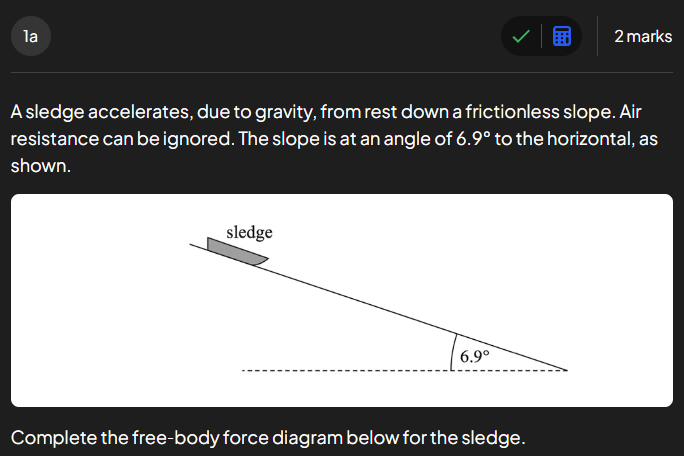 1a
2 marks
A sledge accelerates, due to gravity, from rest down a frictionless slope. Air
resistance can be ignored. The slope is at an angle of 6.9° to the horizontal, as
shown.
sledge
6.9°
Complete the free-body force diagram below for the sledge.